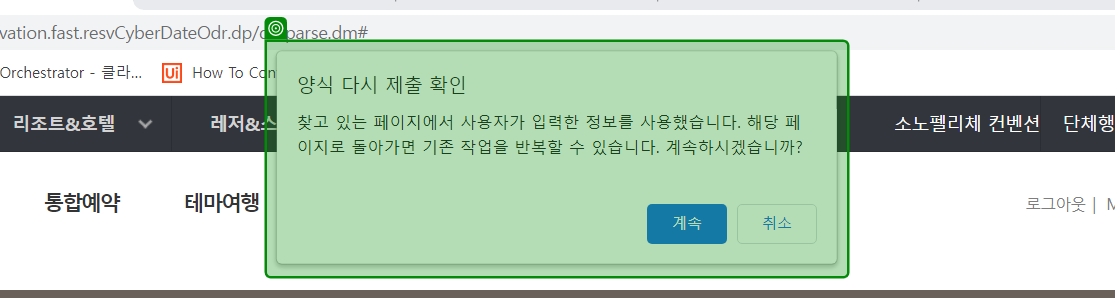 vation.fast.resvCyberDateOdr.dp/d parse.dm#
Orchestrator - 클라...
Ui
How To Con
리조트&호텔
레저&스
소노펠리체 컨벤션
단체행
통합예약
테마여행
로그아웃 |
M
양식 다시 제출 확인
찾고 있는 페이지에서 사용자가 입력한 정보를 사용했습니다. 해당 페
이지로 돌아가면 기존 작업을 반복할 수 있습니다. 계속하시겠습니까?
계속
취소